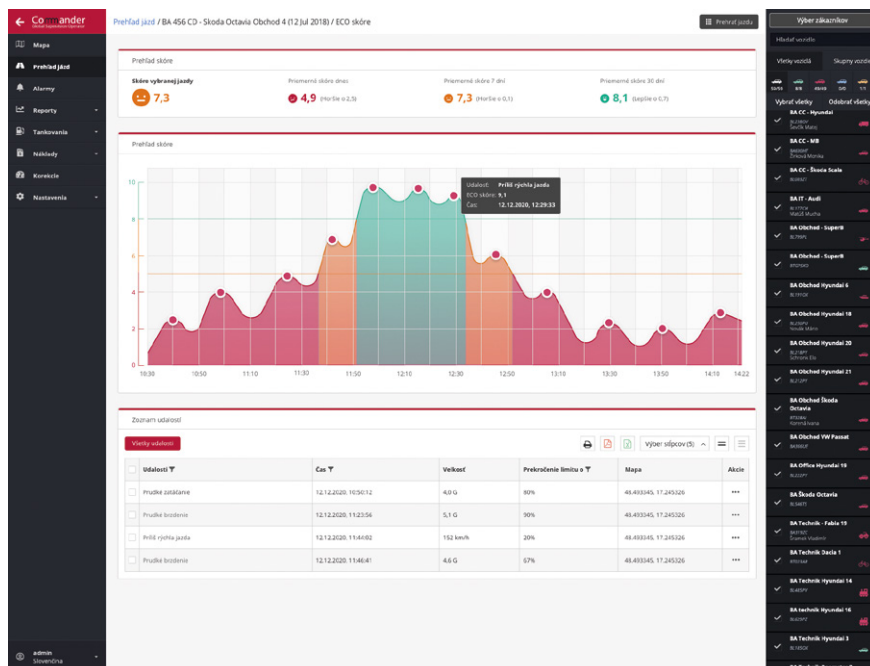 Commander
Prehľad jázd / BA 456 CD - Skoda Octavia Obchod 4 (12 Jul 2018) / ECO skóre
Prehrať jazdu
Mapa
Prehľad jázd
Alarmy
Reporty
Tankovania
Náklady
Korekcie
Nastavenia
admin
Slovenčina
Prehľad skóre
Skóre vybranej jazdy
7,3
Priemerné skóre dnes
4,9 (Horšie o 2,5)
Priemerné skóre 7 dní
7,3 (Horšie o 0,1)
Priemerné skóre 30 dní
8,1 (Lepšie o 0,7)
Prehľad skóre
10
8
6
4
2
0
Udalosť: Príliš rýchla jazda
ECO skóre: 9,1
Čas: 12.12.2020, 12:29:33
10:30 10:50 11:10 11:30 11:50 12:10 12:30 12:50 13:10 13:30 13:50 14:10 14:22
Zoznam udalostí
Všetky udalosti
Výber stĺpcov (5)
Udalosti Čas Veľkosť Prekročenie limitu o Mapa Akcie
Prudké zatáčanie 12.12.2020, 10:50:12 4,0 G 80% 48.493345, 17.245326
Prudké brzdenie 12.12.2020, 11:23:56 5,1 G 90% 48.493345, 17.245326
Príliš rýchla jazda 12.12.2020, 11:44:02 152 km/h 20% 48.493345, 17.245326
Prudké brzdenie 12.12.2020, 11:46:41 4,6 G 67% 48.493345, 17.245326
Výber zákazníkov
Hľadať vozidlo
Všetky vozidlá
Skupiny vozidiel
Vybrať všetky
Odobrať všetky
BA CC - Hyundai
BA CC - MB
BA CC - Škoda Scala
BA IT - Audi
Matúš Mucha
BA Obchod - SuperB
BA Obchod - SuperB
BA Obchod Hyundai 6
BA Obchod Hyundai 18
BA Obchod Hyundai 20
BA Obchod Hyundai 21
BA Obchod Škoda
Octavia
BA Obchod VW Passat
BA Office Hyundai 19
BA Škoda Octavia
BA Technik - Fabia 19
BA Technik Dacia 1
BA Technik Hyundai 14
BA technik Hyundai 16
BA Technik Hyundai 3